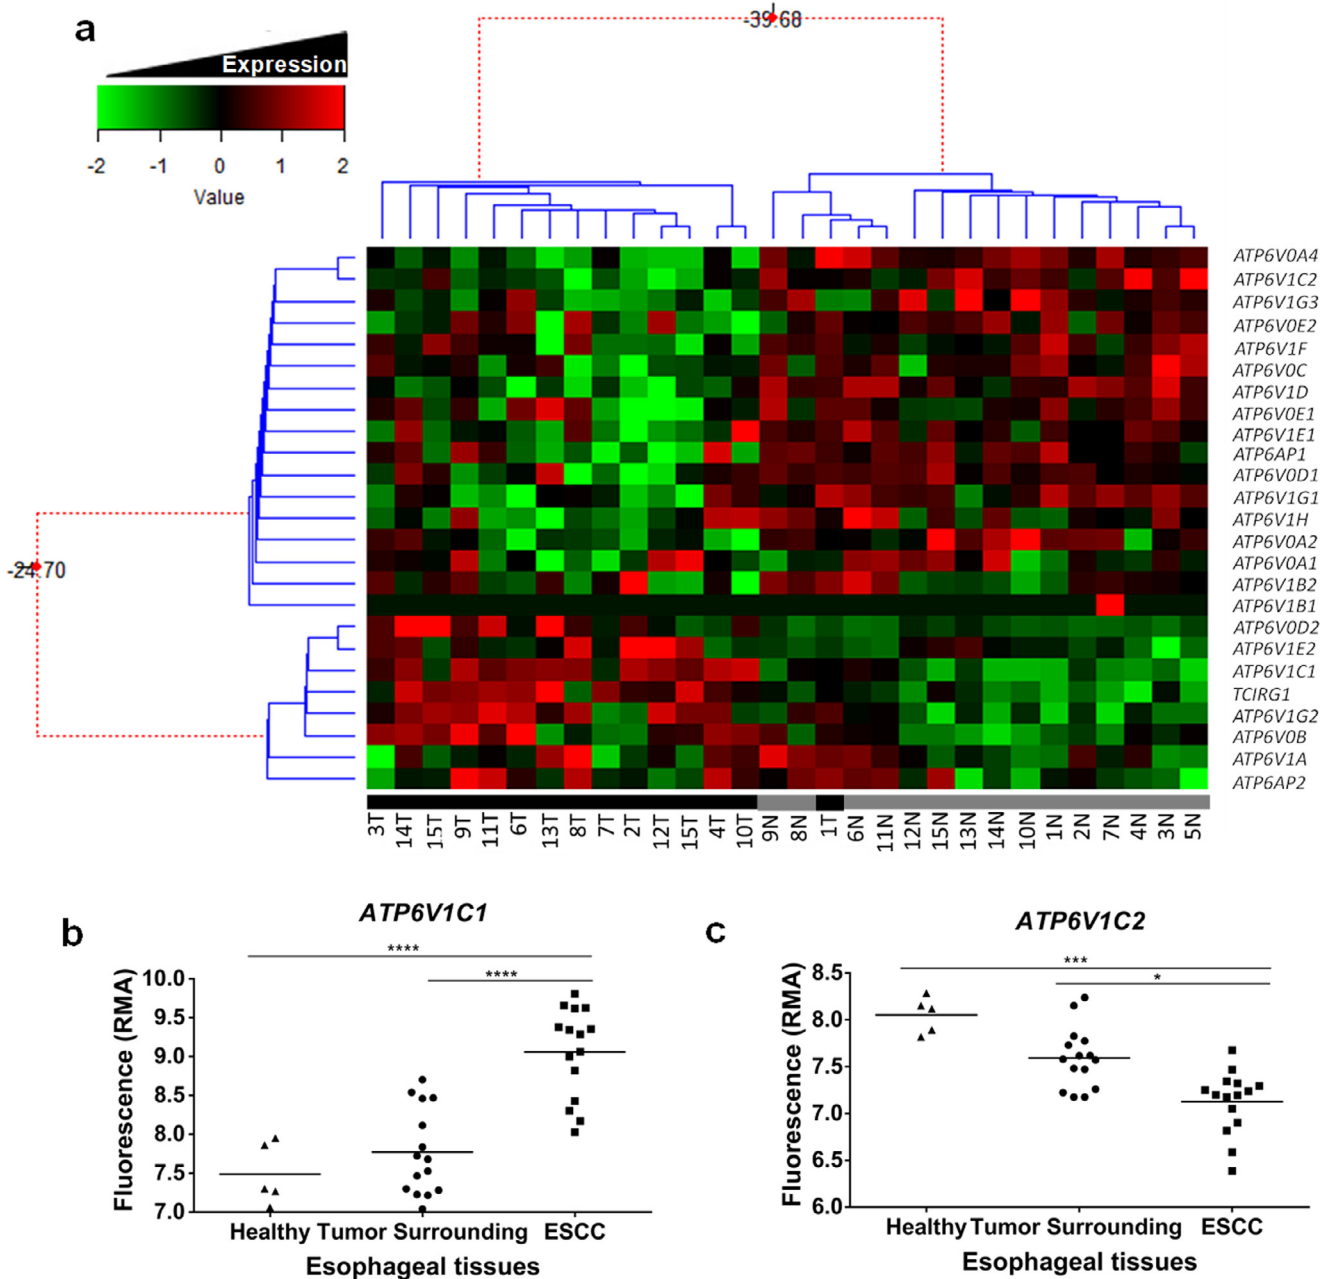 a
-39.68
Expression
-2 -1 0 1 2
Value
ATP6V0A4
ATP6V1C2
ATP6V1G3
ATP6V0E2
ATP6V1F
ATP6V0C
ATP6V1D
ATP6V0E1
ATP6V1E1
ATP6AP1
ATP6V0D1
ATP6V1G1
ATP6V1H
ATP6V0A2
ATP6V0A1
ATP6V1B2
ATP6V1B1
ATP6V0D2
ATP6V1E2
ATP6V1C1
TCIRG1
ATP6V1G2
ATP6V0B
ATP6V1A
ATP6AP2
-24.70
3T 14T 15T 9T 11T 6T 13T 8T 7T 2T 12T 15T 4T 10T 9N 8N 1T 6N 11N 12N 15N 13N 14N 10N 1N 2N 7N 4N 3N 5N
b
ATP6V1C1
****
****
Fluorescence (RMA)
10.0
9.5
9.0
8.5
8.0
7.5
7.0
Healthy Tumor Surrounding ESCC
Esophageal tissues
c
ATP6V1C2
***
*
Fluorescence (RMA)
8.5
8.0
7.5
7.0
6.5
6.0
Healthy Tumor Surrounding ESCC
Esophageal tissues